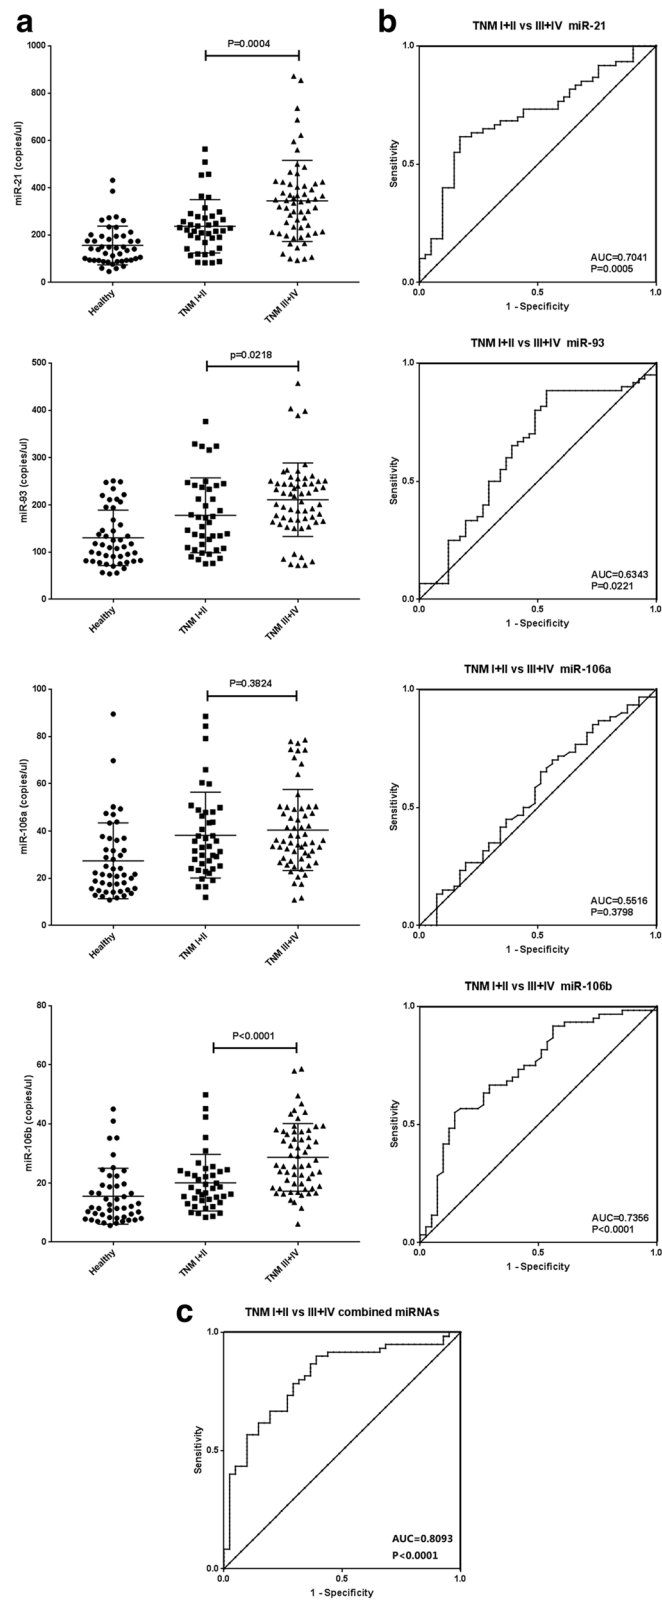 a
P=0.0004
1000
800
600
400
200
0
miR-21 (copies/ul)
Healthy
TNM I+II
TNM III+IV
b
TNM I+II vs III+IV miR-21
1.0
0.5
0.0
Sensitivity
AUC=0.7041
P=0.0005
0.0
0.5
1.0
1 - Specificity
p=0.0218
500
400
300
200
100
0
miR-93 (copies/ul)
Healthy
TNM I+II
TNM III+IV
TNM I+II vs III+IV miR-93
1.0
0.5
0.0
Sensitivity
AUC=0.6343
P=0.0221
0.0
0.5
1.0
1 - Specificity
P=0.3824
100
80
60
40
20
0
miR-106a (copies/ul)
Healthy
TNM I+II
TNM III+IV
TNM I+II vs III+IV miR-106a
1.0
0.5
0.0
Sensitivity
AUC=0.5516
P=0.3798
0.0
0.5
1.0
1 - Specificity
P<0.0001
80
60
40
20
0
miR-106b (copies/ul)
Healthy
TNM I+II
TNM III+IV
TNM I+II vs III+IV miR-106b
1.0
0.5
0.0
Sensitivity
AUC=0.7356
P<0.0001
0.0
0.5
1.0
1 - Specificity
c
TNM I+II vs III+IV combined miRNAs
1.0
0.5
0.0
Sensitivity
AUC=0.8093
P<0.0001
0.0
0.5
1.0
1 - Specificity